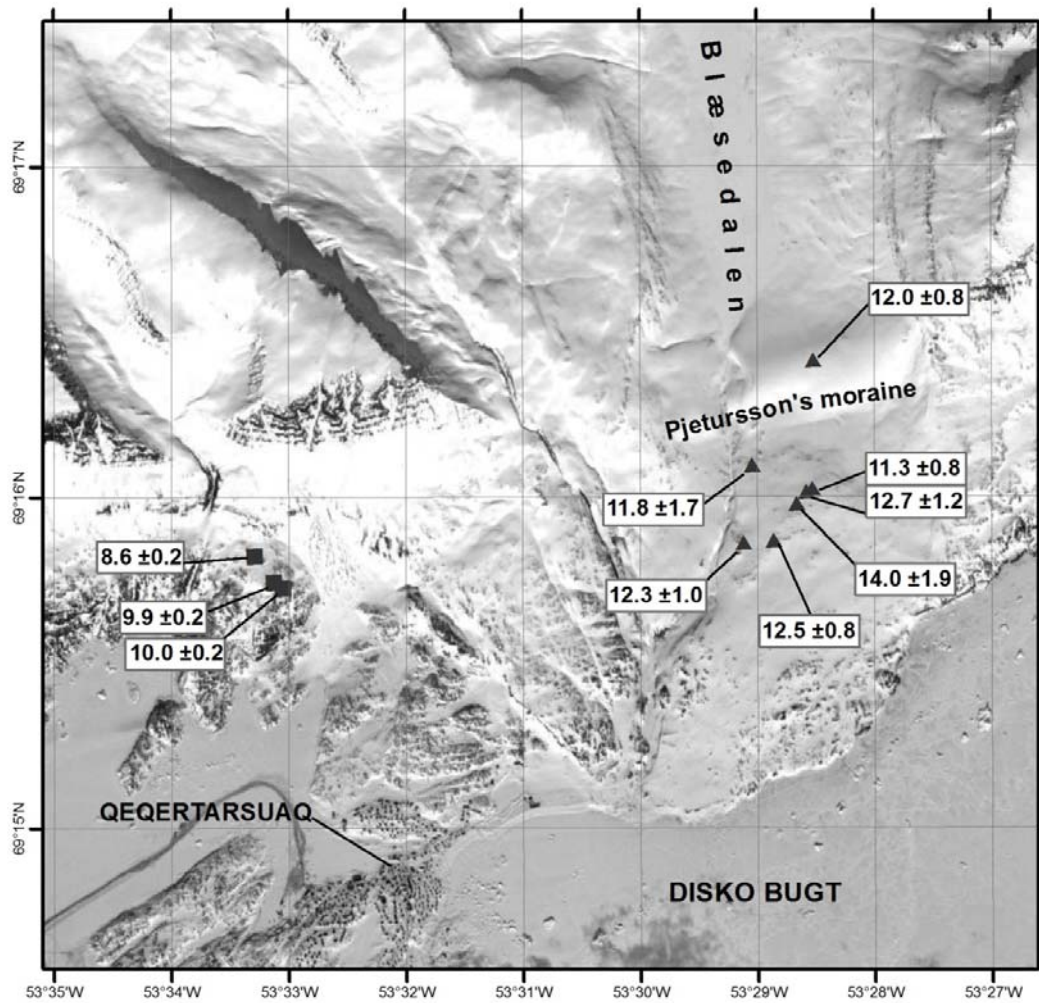 Blæsedalen
69°17'N
12.0 ±0.8
Pjetursson's moraine
69°16'N
11.3 ±0.8
11.8 ±1.7
12.7 ±1.2
8.6 ±0.2
14.0 ±1.9
12.3 ±1.0
9.9 ±0.2
12.5 ±0.8
10.0 ±0.2
QEQERTARSUAQ
69°15'N
DISKO BUGT
53°35'W 53°34'W 53°33'W 53°32'W 53°31'W 53°30'W 53°29'W 53°28'W 53°27'W